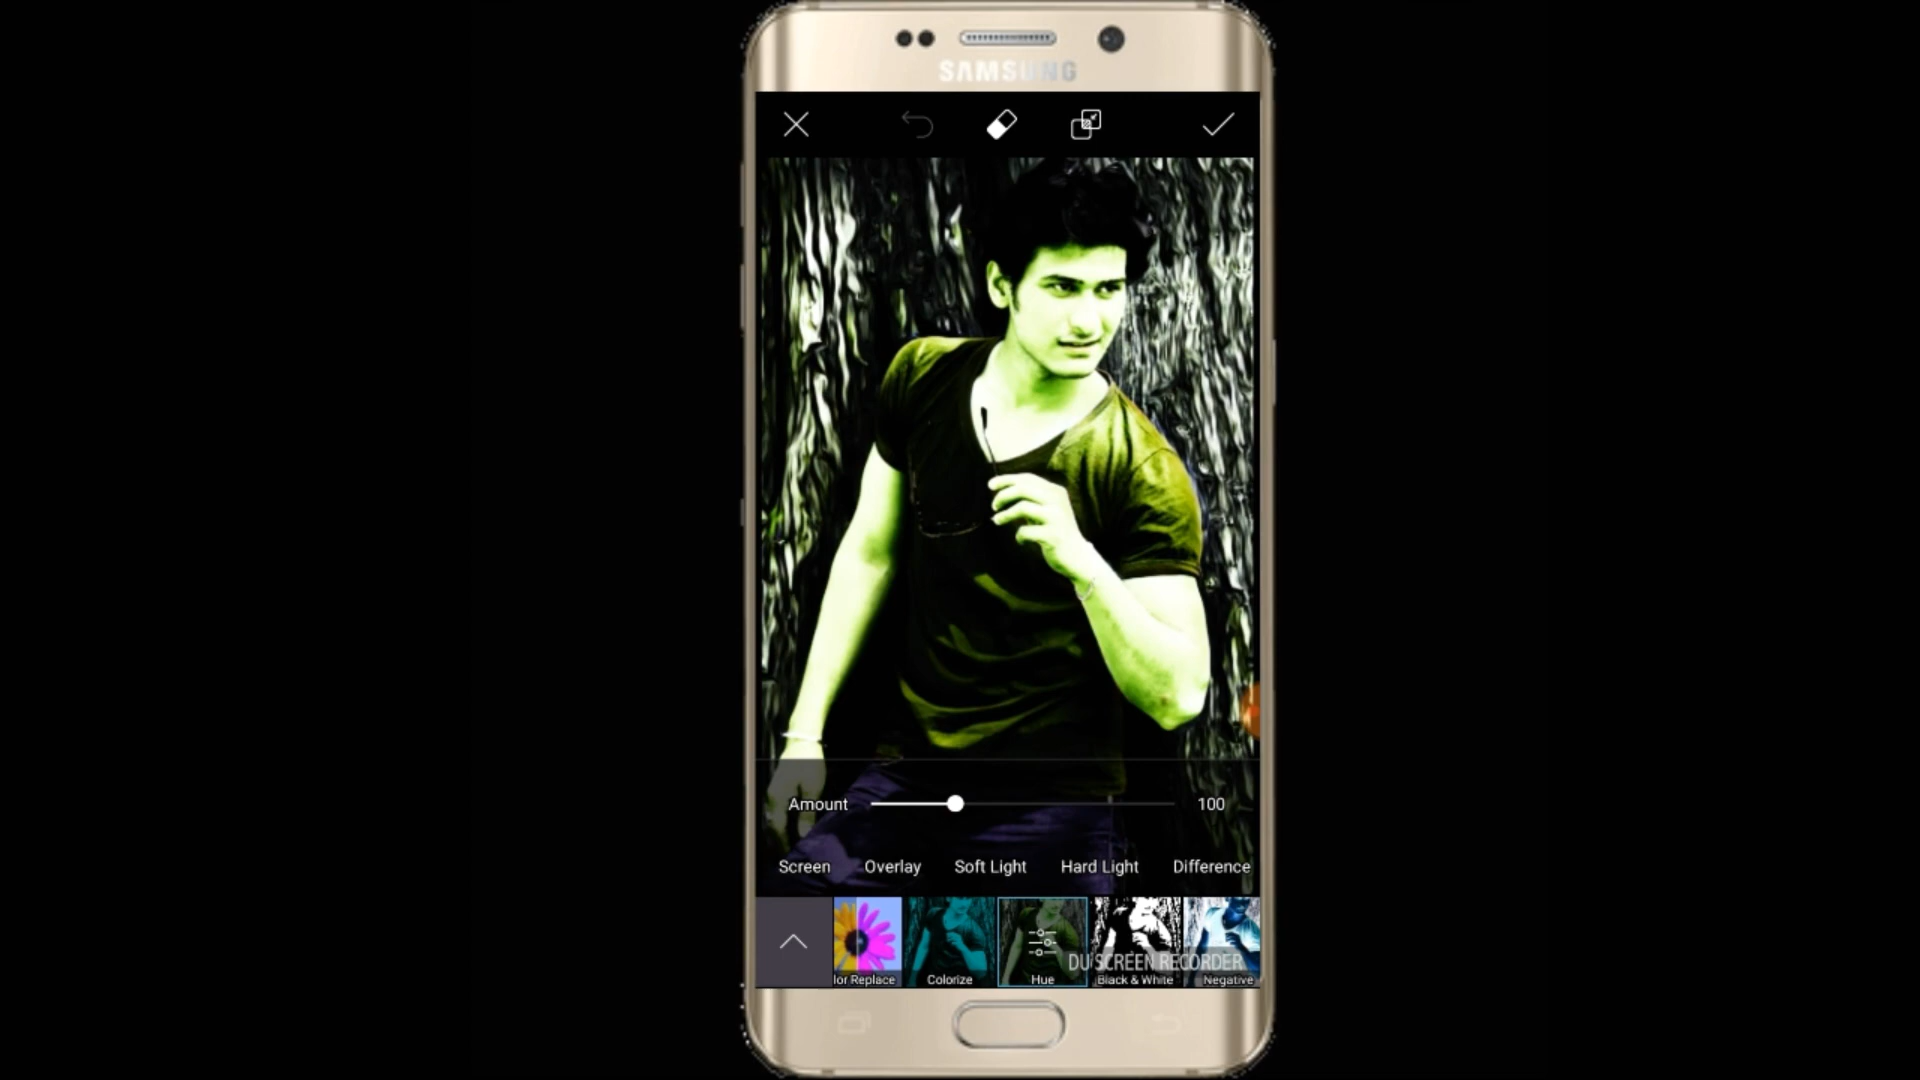 SAMSUNG
Amount 100
Screen Overlay Soft Light Hard Light Difference
DU SCREEN RECORDER
lor Replace Colorize Hue Black & White Negative